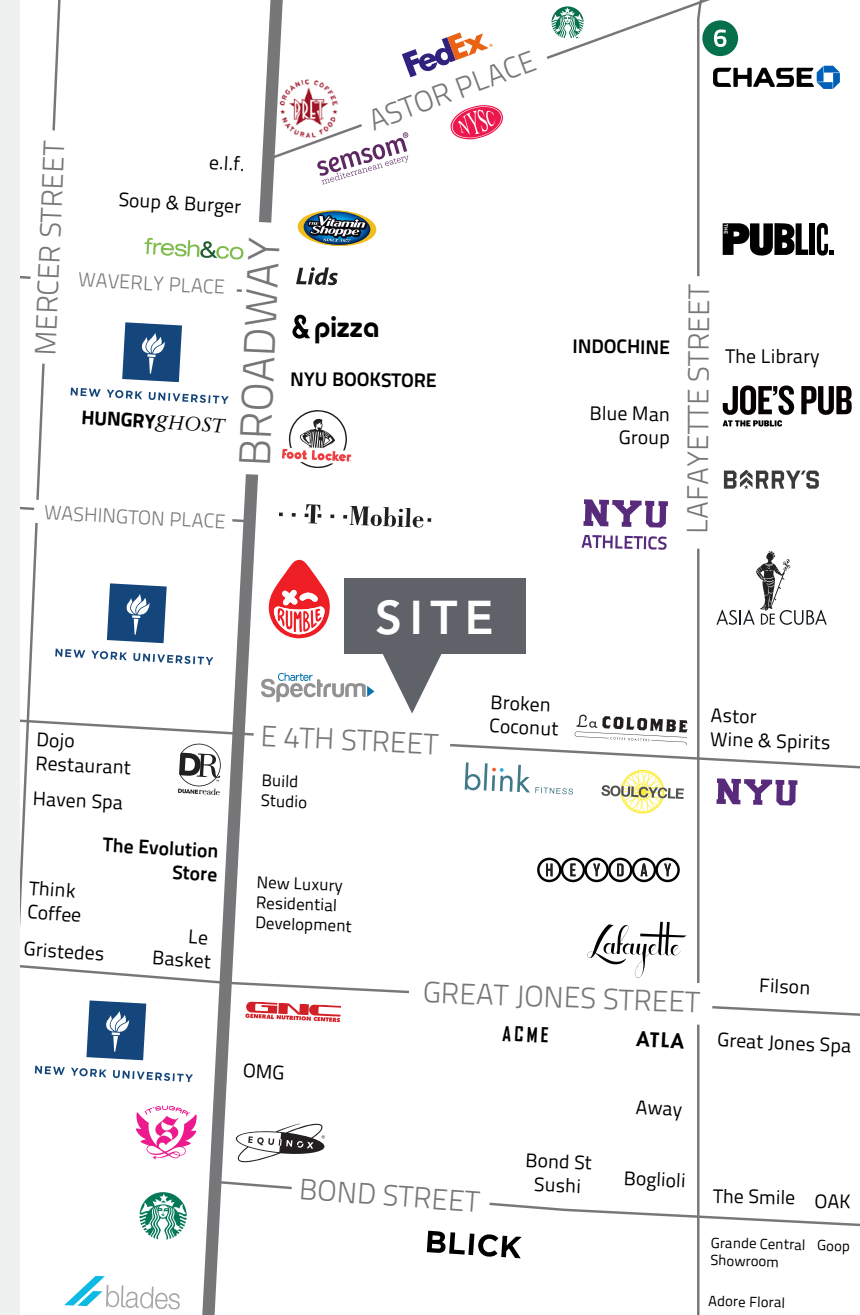 6
CHASE
FedEx
ASTOR PLACE
ORGANIC COFFEE
PRET
NATURAL FOOD
NYSC
semsom
mediterranean eatery
MERCER STREET
e.l.f.
Soup & Burger
fresh&co
WAVERLY PLACE
BROADWAY
THE
Vitamin
Shoppe
SINCE 1977
Lids
& pizza
THE
PUBLIC.
NEW YORK UNIVERSITY
HUNGRYgHOST
NYU BOOKSTORE
Foot Locker
INDOCHINE
Blue Man
Group
LAFAYETTE STREET
The Library
JOE'S PUB
AT THE PUBLIC
BARRY'S
WASHINGTON PLACE
T Mobile
NYU
ATHLETICS
NEW YORK UNIVERSITY
RUMBLE
SITE
ASIA DE CUBA
Charter
Spectrum
E 4TH STREET
Broken
Coconut
La COLOMBE
COFFEE ROASTERS
Astor
Wine & Spirits
Dojo
Restaurant
DR
DUANEreade
Haven Spa
Build
Studio
blink FITNESS
SOULCYCLE
NYU
The Evolution
Store
HEYDAY
Think
Coffee
New Luxury
Residential
Development
Le
Basket
Gristedes
Lafayette
GREAT JONES STREET
Filson
NEW YORK UNIVERSITY
GNC
GENERAL NUTRITION CENTERS
ACME
ATLA
Great Jones Spa
OMG
IT'SUGAR
S
EQUINOX
Away
Bond St
Sushi
Boglioli
BOND STREET
The Smile
OAK
BLICK
Grande Central
Showroom
Goop
blades
Adore Floral